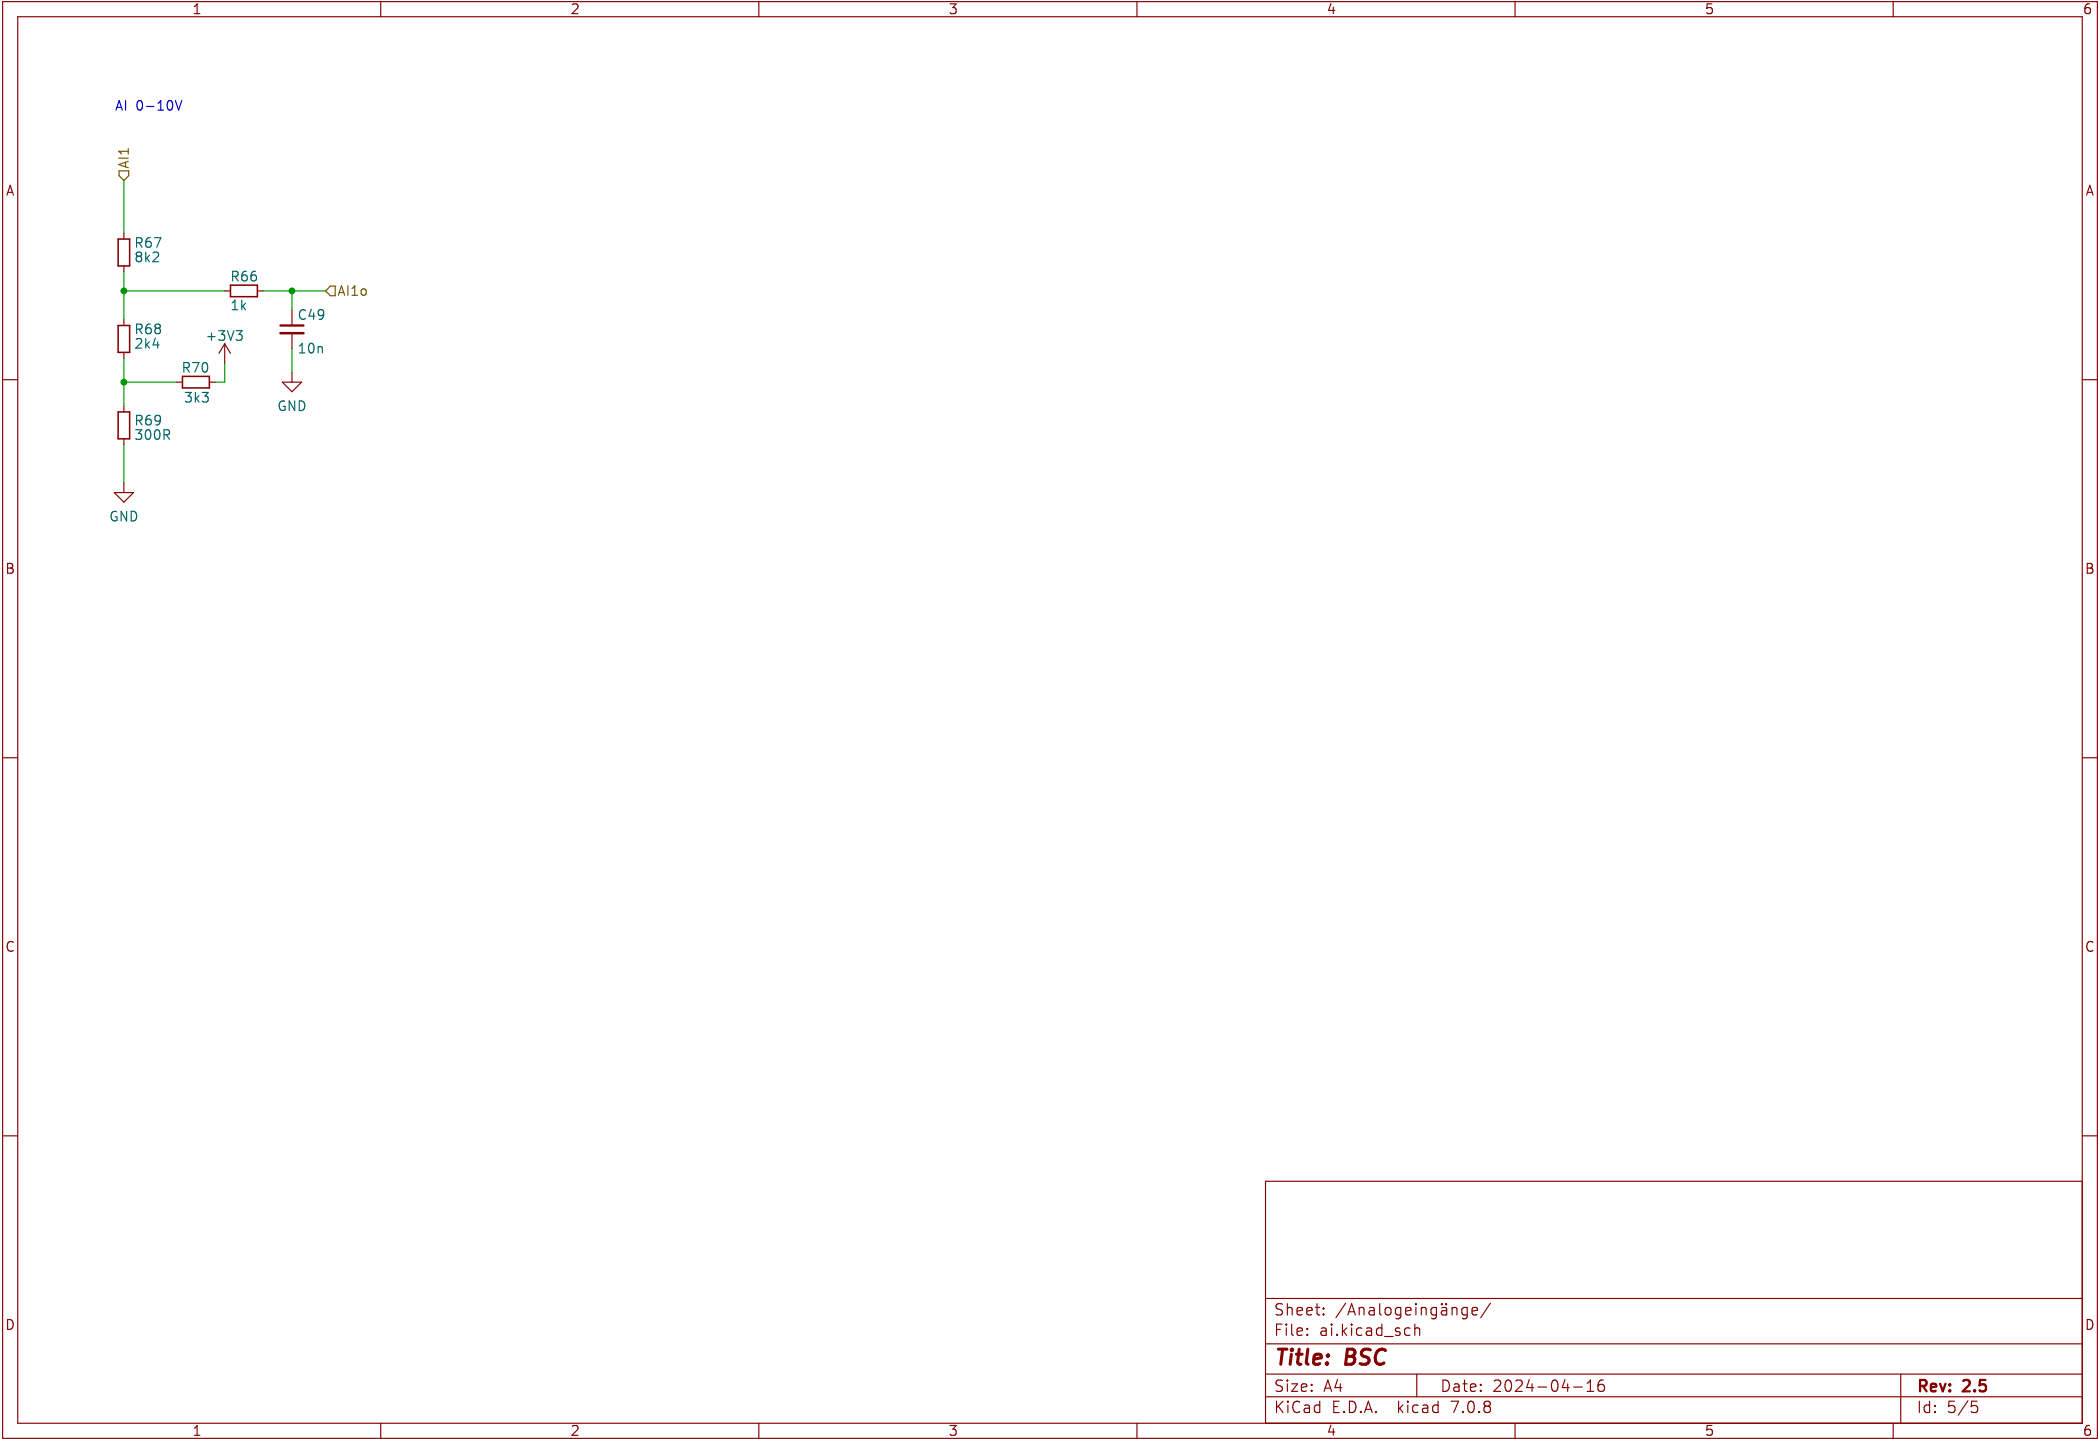 1 2 3 4 5 6
AI 0-10V
AI1
A A
R67
8k2
R66
1k
AI1o
C49
10n
R68
2k4
+3V3
R70
3k3
GND
R69
300R
GND
B B
C C
D D
Sheet: /Analogeingänge/
File: ai.kicad_sch
Title: BSC
Size: A4 Date: 2024-04-16 Rev: 2.5
KiCad E.D.A. kicad 7.0.8 Id: 5/5
1 2 3 4 5 6